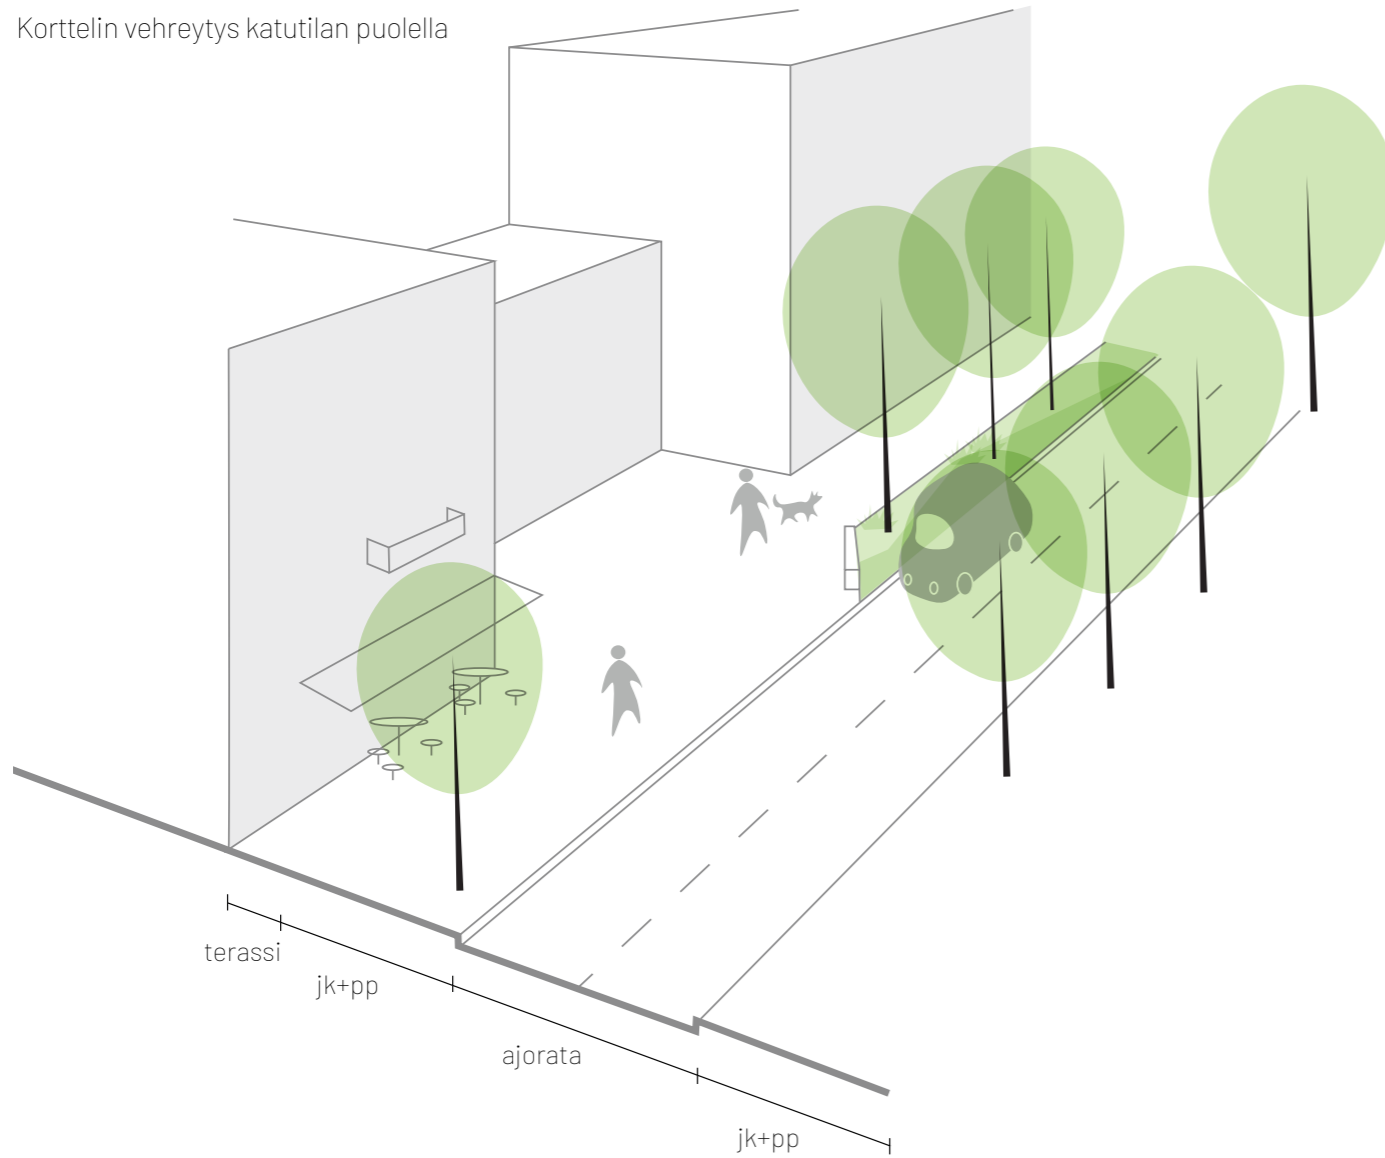 Korttelin vehreytys katutilan puolella
terassi
jk+pp
ajorata
jk+pp